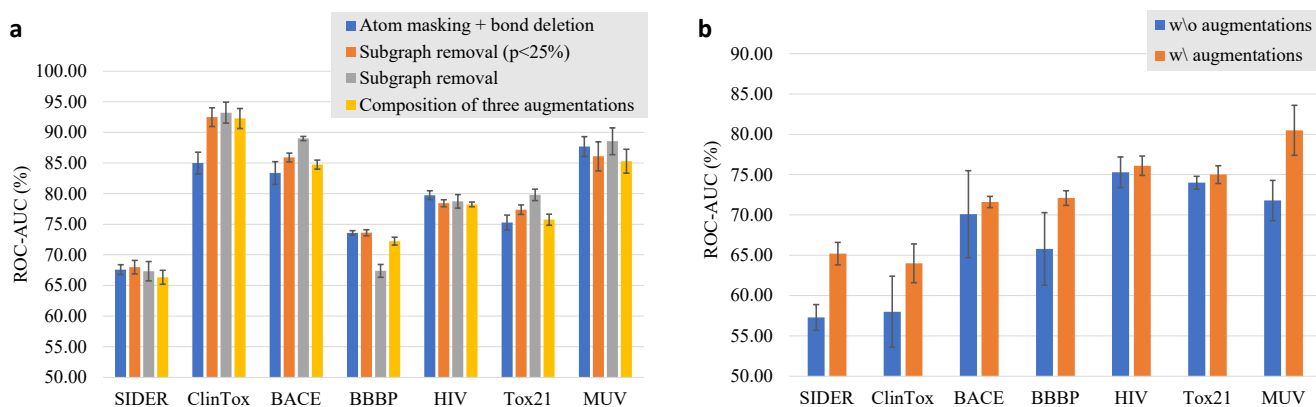 a
Atom masking + bond deletion
Subgraph removal (p<25%)
Subgraph removal
Composition of three augmentations
ROC-AUC (%)
100.00
95.00
90.00
85.00
80.00
75.00
70.00
65.00
60.00
55.00
50.00
SIDER ClinTox BACE BBBP HIV Tox21 MUV
b
w\o augmentations
w\ augmentations
ROC-AUC (%)
90.00
85.00
80.00
75.00
70.00
65.00
60.00
55.00
50.00
SIDER ClinTox BACE BBBP HIV Tox21 MUV